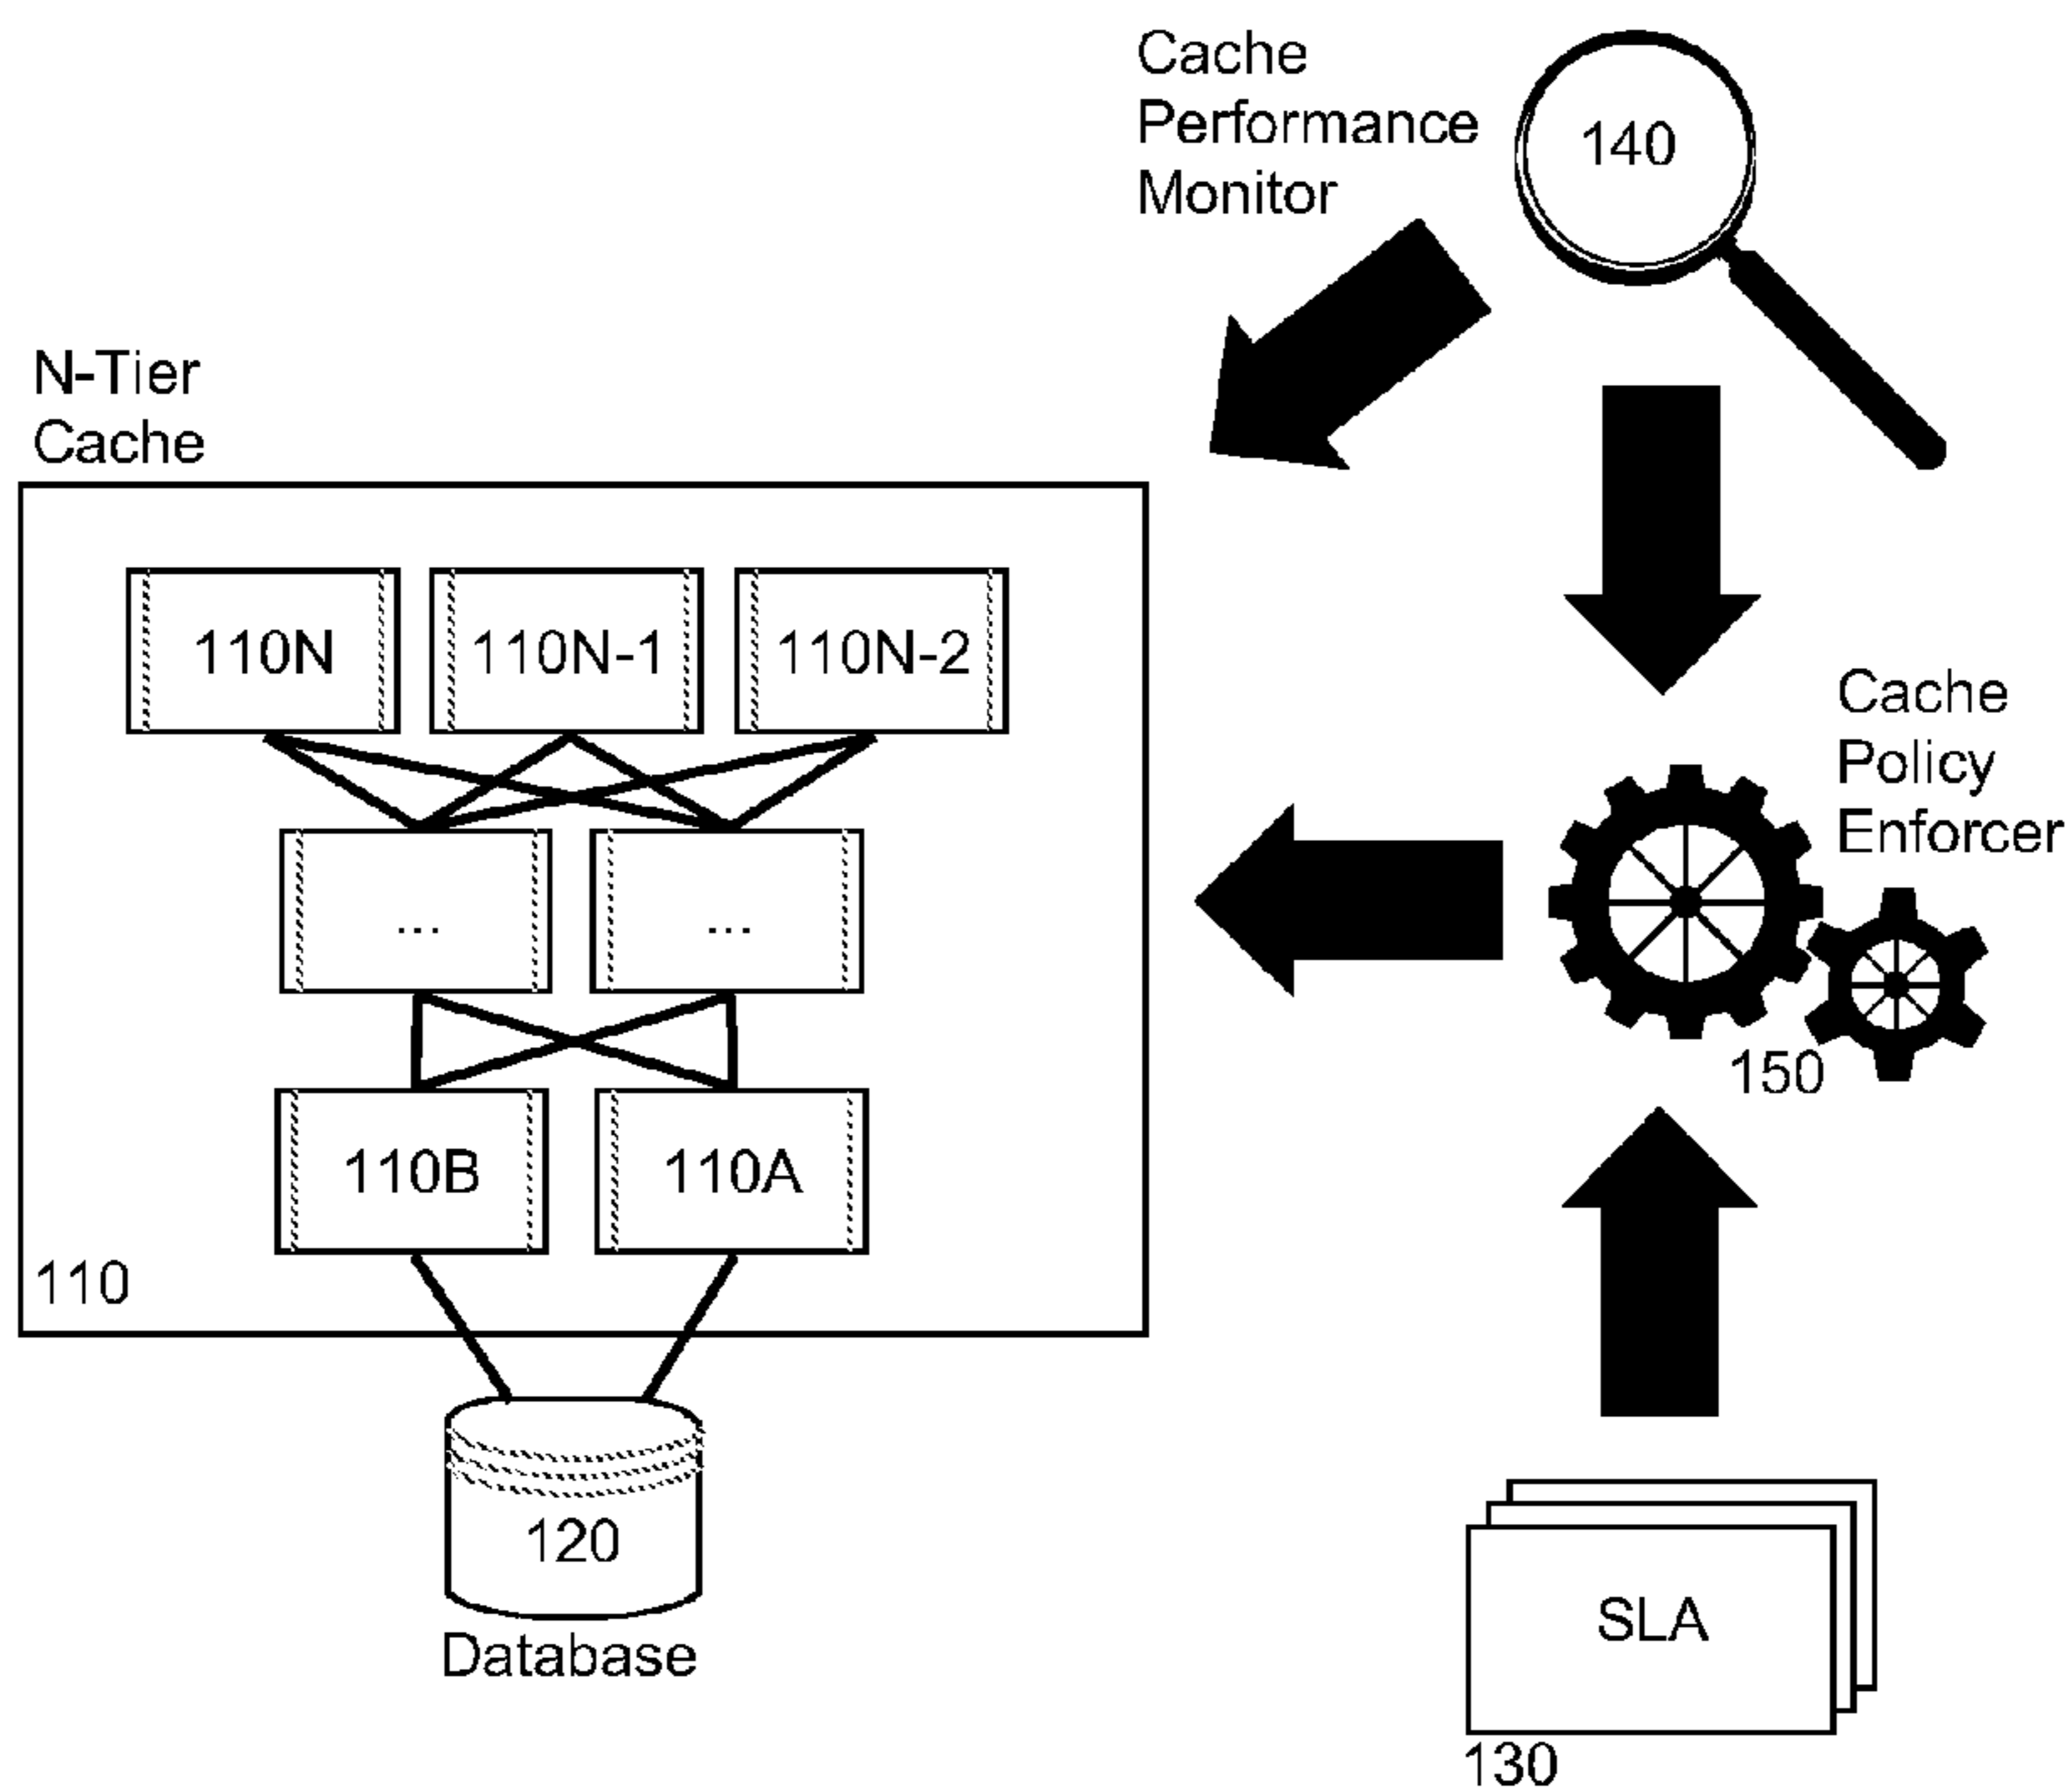 Cache
Performance
Monitor
140
N-Tier
Cache
110N
110N-1
110N-2
Cache
Policy
Enforcer
...
...
150
110B
110A
110
120
Database
SLA
130